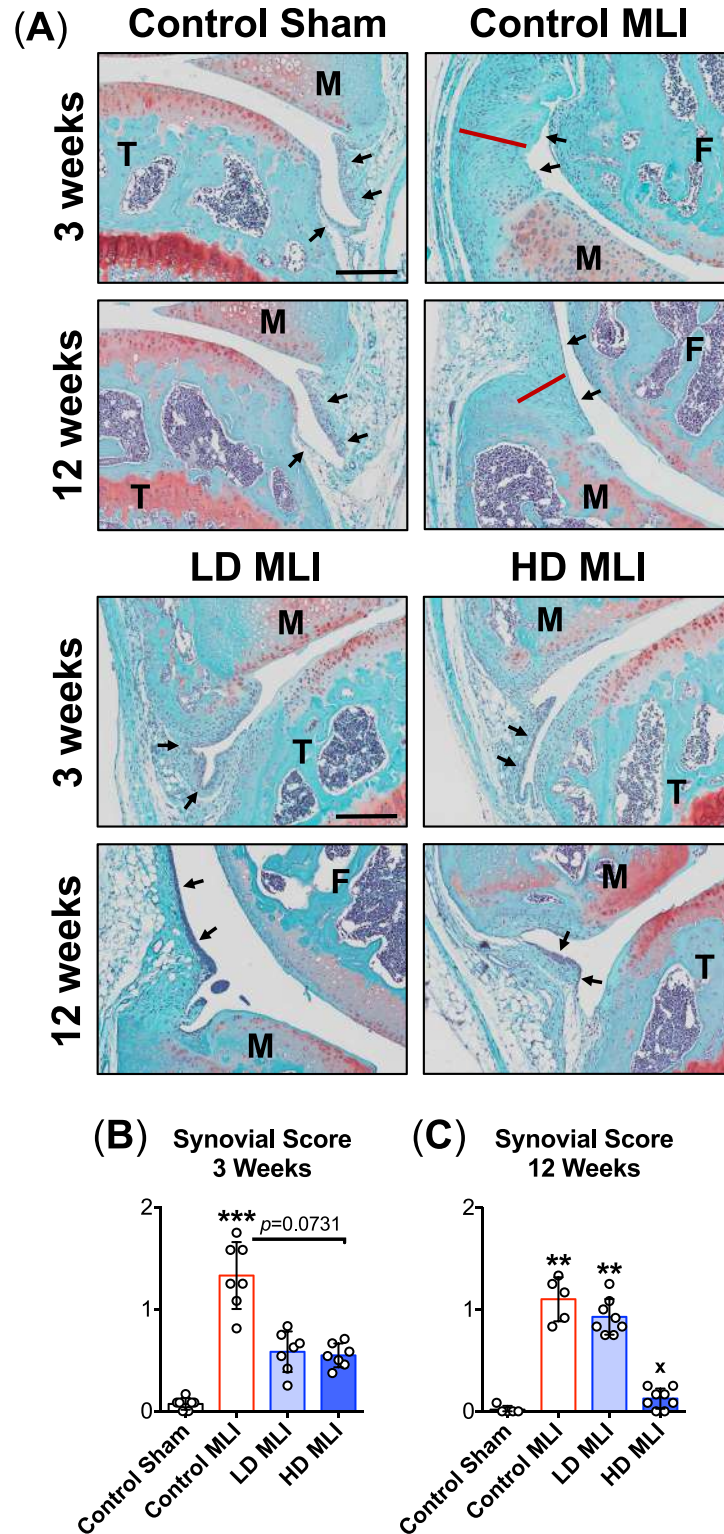 (A) Control Sham Control MLI
3 weeks
M
T
F
M
12 weeks
M
T
F
M
LD MLI HD MLI
3 weeks
M
T
M
T
12 weeks
F
M
M
T
(B) Synovial Score
3 Weeks
2
1
0
***
p=0.0731
Control Sham
Control MLI
LD MLI
HD MLI
(C) Synovial Score
12 Weeks
2
1
0
**
**
x
Control Sham
Control MLI
LD MLI
HD MLI